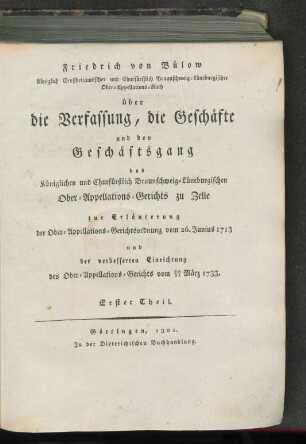 Friedrich von Bülow
Königlich Grosbritannischer und Churfürstlich Braunschweig-Lüneburgischer
Ober-Appellations-Rath
über
die Verfassung, die Geschäfte
und den
Geschäftsgang
des
Königlichen und Churfürstlich Braunschweig-Lüneburgischen
Ober-Appellations-Gerichts zu Zelle
zur Erläuterung
der Ober-Appellations-Gerichtsordnung vom 26. Junius 1713
und
der verbesserten Einrichtung
des Ober-Appellations-Gerichts vom März 1733.
Erster Theil.
Göttingen, 1801.
In der Dieterichschen Buchhandlung.